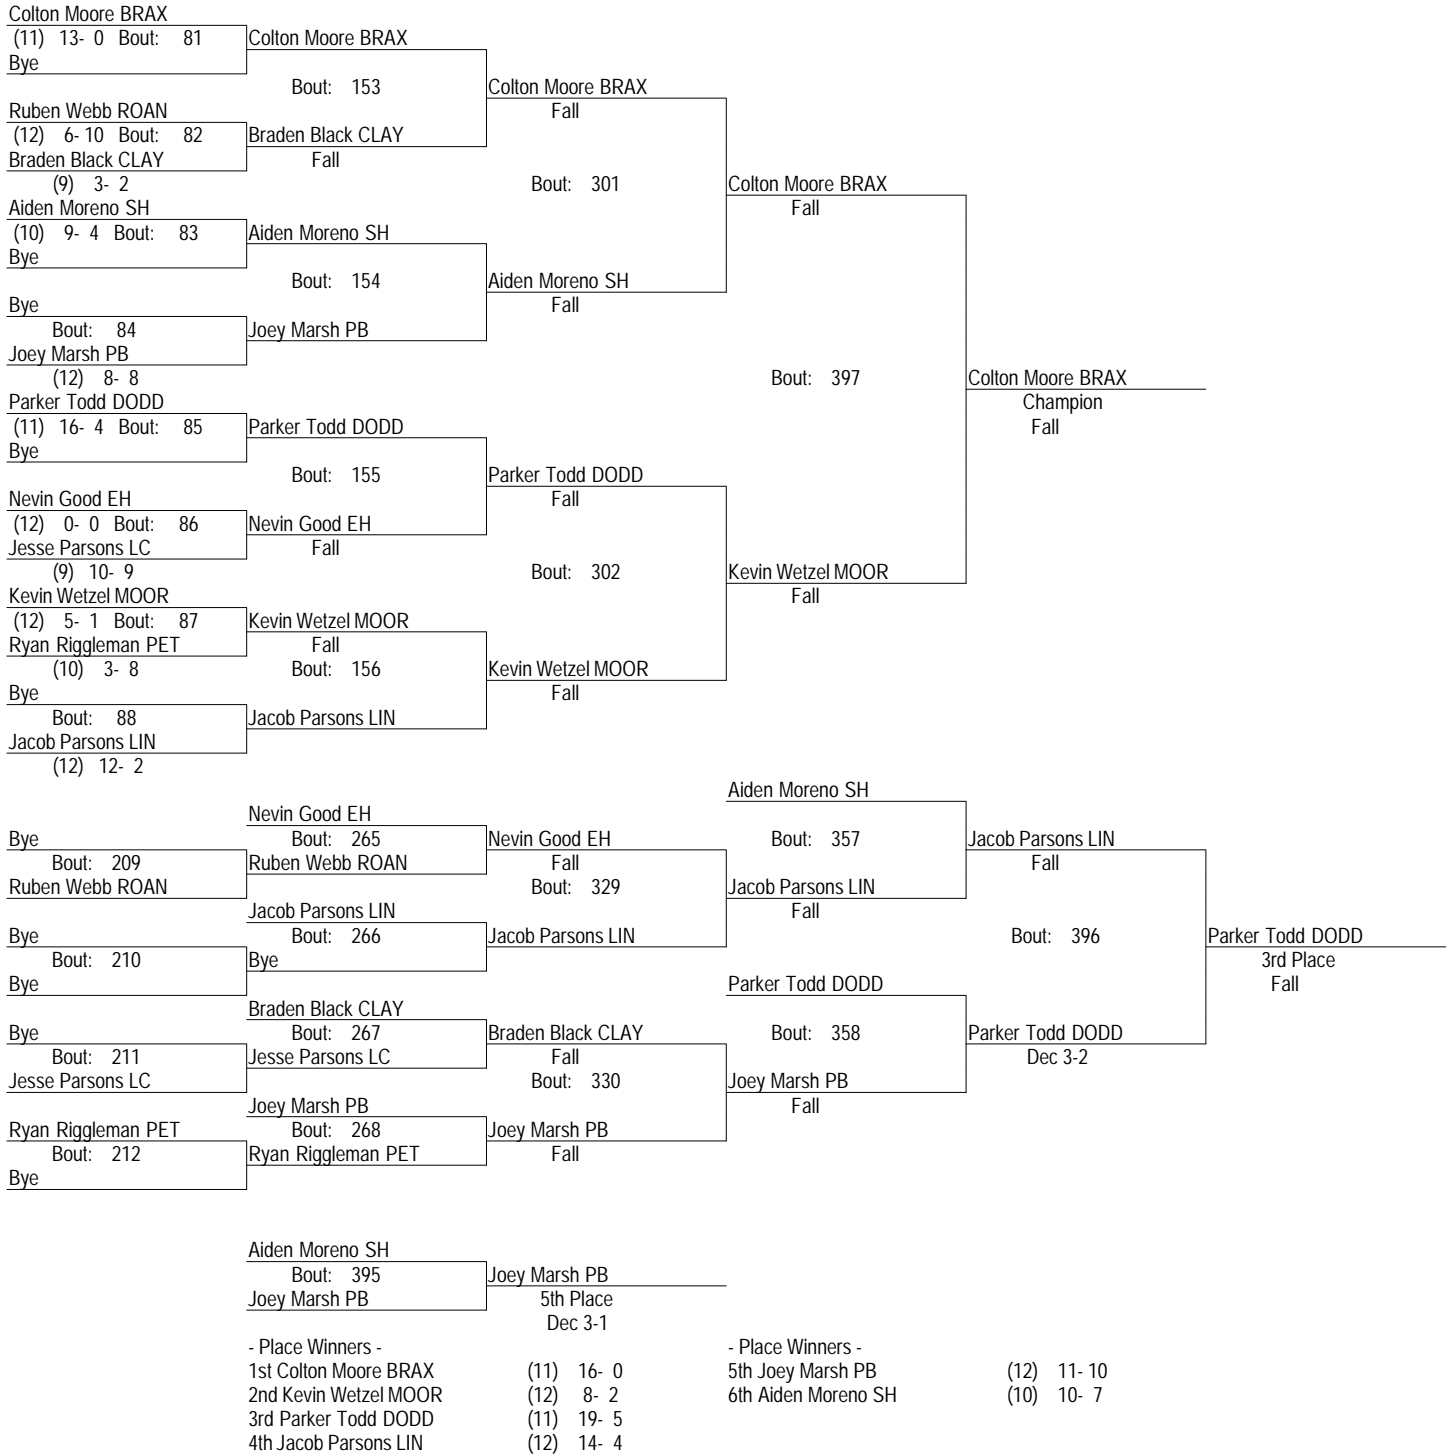 Colton Moore BRAX
(11) 13- 0 Bout: 81 Colton Moore BRAX
Bye
Bout: 153 Colton Moore BRAX
Ruben Webb ROAN Fall
(12) 6- 10 Bout: 82 Braden Black CLAY
Braden Black CLAY Fall
(9) 3- 2 Bout: 301 Colton Moore BRAX
Aiden Moreno SH Fall
(10) 9- 4 Bout: 83 Aiden Moreno SH
Bye
Bout: 154 Aiden Moreno SH
Bye Fall
Bout: 84 Joey Marsh PB
Joey Marsh PB
(12) 8- 8 Bout: 397 Colton Moore BRAX
Parker Todd DODD Champion
(11) 16- 4 Bout: 85 Parker Todd DODD Fall
Bye
Bout: 155 Parker Todd DODD
Nevin Good EH Fall
(12) 0- 0 Bout: 86 Nevin Good EH
Jesse Parsons LC Fall
(9) 10- 9 Bout: 302 Kevin Wetzel MOOR
Kevin Wetzel MOOR Fall
(12) 5- 1 Bout: 87 Kevin Wetzel MOOR
Ryan Riggleman PET Fall
(10) 3- 8 Bout: 156 Kevin Wetzel MOOR
Bye Fall
Bout: 88 Jacob Parsons LIN
Jacob Parsons LIN
(12) 12- 2
Aiden Moreno SH
Nevin Good EH
Bye Bout: 265 Nevin Good EH Bout: 357 Jacob Parsons LIN
Bout: 209 Ruben Webb ROAN Fall Fall
Ruben Webb ROAN Bout: 329 Jacob Parsons LIN
Jacob Parsons LIN Fall
Bye Bout: 266 Jacob Parsons LIN Bout: 396 Parker Todd DODD
Bout: 210 Bye 3rd Place
Bye Parker Todd DODD Fall
Braden Black CLAY
Bye Bout: 267 Braden Black CLAY Bout: 358 Parker Todd DODD
Bout: 211 Jesse Parsons LC Fall Dec 3-2
Jesse Parsons LC Bout: 330 Joey Marsh PB
Joey Marsh PB Fall
Ryan Riggleman PET Bout: 268 Joey Marsh PB
Bout: 212 Ryan Riggleman PET Fall
Bye
Aiden Moreno SH
Bout: 395 Joey Marsh PB
Joey Marsh PB 5th Place
Dec 3-1
- Place Winners - - Place Winners -
1st Colton Moore BRAX (11) 16- 0 5th Joey Marsh PB (12) 11- 10
2nd Kevin Wetzel MOOR (12) 8- 2 6th Aiden Moreno SH (10) 10- 7
3rd Parker Todd DODD (11) 19- 5
4th Jacob Parsons LIN (12) 14- 4